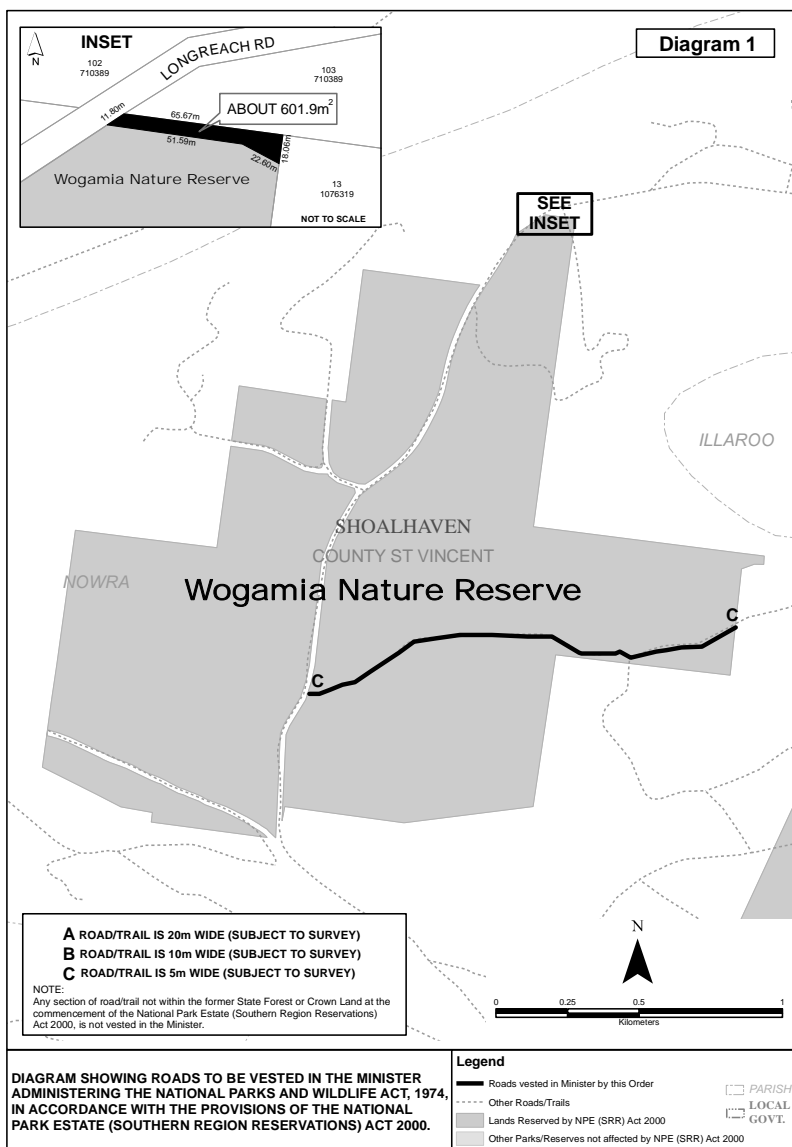 INSET
N
102
710389
LONGREACH RD
103
710389
11.80m
65.67m
ABOUT 601.9m²
51.59m
22.60m
18.06m
Wogamia Nature Reserve
13
1076319
NOT TO SCALE
Diagram 1
SEE
INSET
ILLAROO
SHOALHAVEN
COUNTY ST VINCENT
NOWRA
Wogamia Nature Reserve
C
C
A ROAD/TRAIL IS 20m WIDE (SUBJECT TO SURVEY)
B ROAD/TRAIL IS 10m WIDE (SUBJECT TO SURVEY)
C ROAD/TRAIL IS 5m WIDE (SUBJECT TO SURVEY)
NOTE:
Any section of road/trail not within the former State Forest or Crown Land at the
commencement of the National Park Estate (Southern Region Reservations)
Act 2000, is not vested in the Minister.
N
0 0.25 0.5 1
Kilometers
DIAGRAM SHOWING ROADS TO BE VESTED IN THE MINISTER
ADMINISTERING THE NATIONAL PARKS AND WILDLIFE ACT, 1974,
IN ACCORDANCE WITH THE PROVISIONS OF THE NATIONAL
PARK ESTATE (SOUTHERN REGION RESERVATIONS) ACT 2000.
Legend
Roads vested in Minister by this Order
Other Roads/Trails
Lands Reserved by NPE (SRR) Act 2000
Other Parks/Reserves not affected by NPE (SRR) Act 2000
PARISH
LOCAL
GOVT.